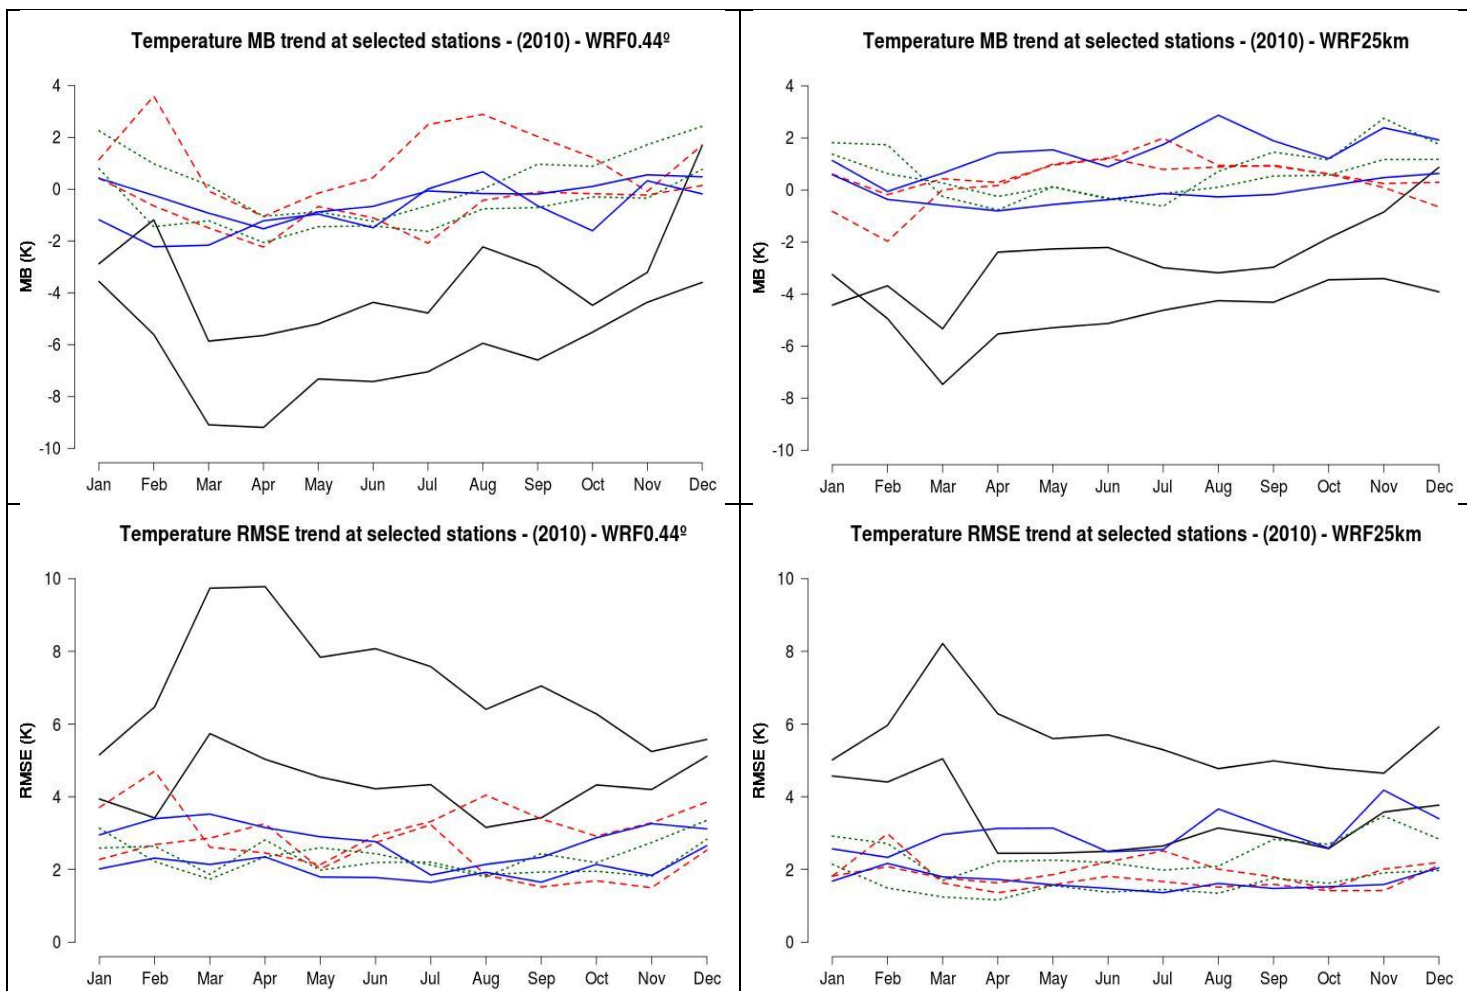 Temperature MB trend at selected stations - (2010) - WRF0.44º
MB (K)
4
2
0
-2
-4
-6
-8
-10
Jan Feb Mar Apr May Jun Jul Aug Sep Oct Nov Dec
Temperature MB trend at selected stations - (2010) - WRF25km
MB (K)
4
2
0
-2
-4
-6
-8
-10
Jan Feb Mar Apr May Jun Jul Aug Sep Oct Nov Dec
Temperature RMSE trend at selected stations - (2010) - WRF0.44º
RMSE (K)
10
8
6
4
2
0
Jan Feb Mar Apr May Jun Jul Aug Sep Oct Nov Dec
Temperature RMSE trend at selected stations - (2010) - WRF25km
RMSE (K)
10
8
6
4
2
0
Jan Feb Mar Apr May Jun Jul Aug Sep Oct Nov Dec